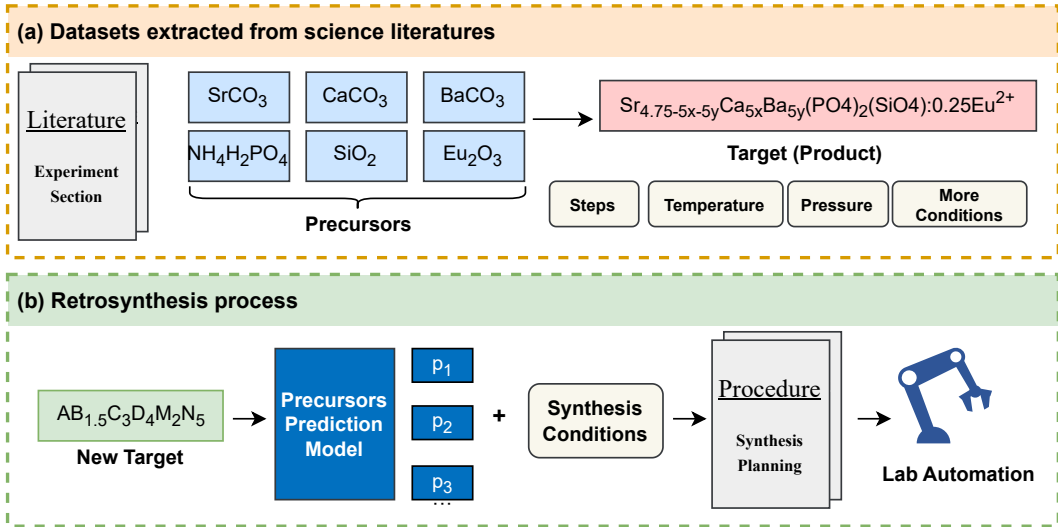 (a) Datasets extracted from science literatures
Literature
Experiment
Section
SrCO₃
CaCO₃
BaCO₃
NH₄H₂PO₄
SiO₂
Eu₂O₃
Precursors
Sr₄.₇₅₋₅ₓ₋₅yCa₅ₓBa₅y(PO4)₂(SiO4):0.25Eu²⁺
Target (Product)
Steps
Temperature
Pressure
More
Conditions
(b) Retrosynthesis process
AB₁.₅C₃D₄M₂N₅
New Target
Precursors
Prediction
Model
p₁
p₂
p₃
...
+
Synthesis
Conditions
Procedure
Synthesis
Planning
Lab Automation